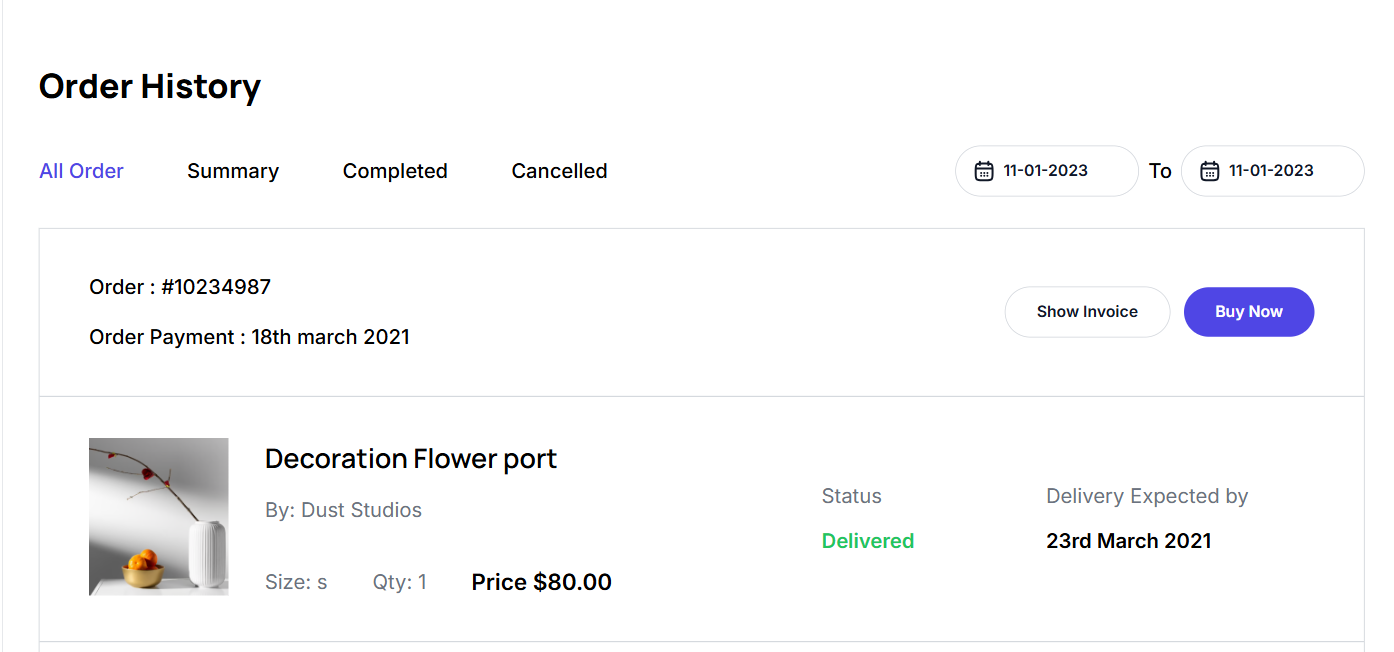 Order History
All Order Summary Completed Cancelled 11-01-2023 To 11-01-2023
Order : #10234987
Order Payment : 18th march 2021
Show Invoice Buy Now
Decoration Flower port
By: Dust Studios
Size: s Qty: 1 Price $80.00
Status
Delivered
Delivery Expected by
23rd March 2021